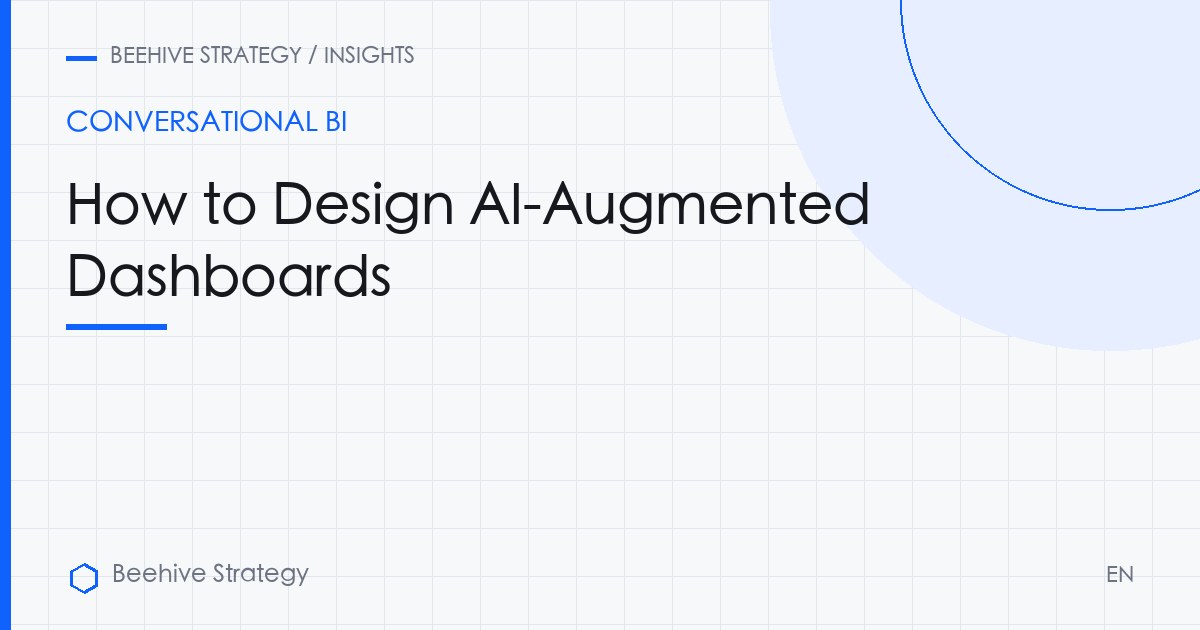 BEEHIVE STRATEGY / INSIGHTS
CONVERSATIONAL BI
How to Design AI-Augmented
Dashboards
Beehive Strategy
EN